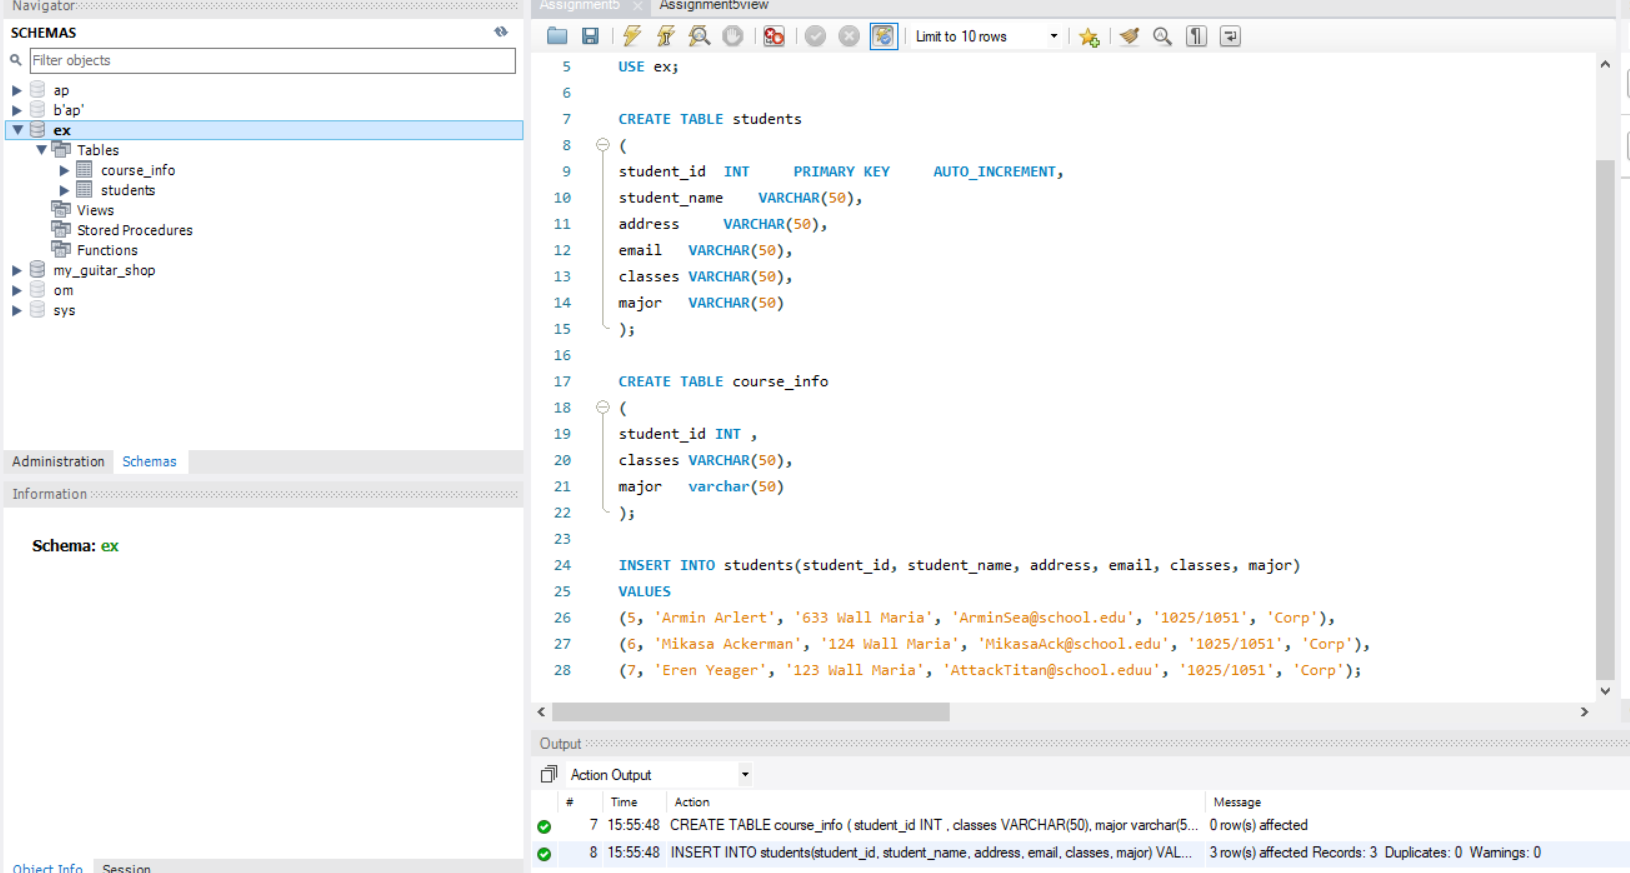 Navigator
SCHEMAS
Filter objects
ap
b'ap'
ex
Tables
course_info
students
Views
Stored Procedures
Functions
my_guitar_shop
om
sys
Administration Schemas
Information
Schema: ex
Object Info Session
Assignment5 × Assignment5view
Limit to 10 rows
5 USE ex;
6
7 CREATE TABLE students
8 (
9 student_id INT PRIMARY KEY AUTO_INCREMENT,
10 student_name VARCHAR(50),
11 address VARCHAR(50),
12 email VARCHAR(50),
13 classes VARCHAR(50),
14 major VARCHAR(50)
15 );
16
17 CREATE TABLE course_info
18 (
19 student_id INT ,
20 classes VARCHAR(50),
21 major varchar(50)
22 );
23
24 INSERT INTO students(student_id, student_name, address, email, classes, major)
25 VALUES
26 (5, 'Armin Arlert', '633 Wall Maria', 'ArminSea@school.edu', '1025/1051', 'Corp'),
27 (6, 'Mikasa Ackerman', '124 Wall Maria', 'MikasaAck@school.edu', '1025/1051', 'Corp'),
28 (7, 'Eren Yeager', '123 Wall Maria', 'AttackTitan@school.eduu', '1025/1051', 'Corp');
Output
Action Output
# Time Action Message
7 15:55:48 CREATE TABLE course_info ( student_id INT , classes VARCHAR(50), major varchar(5... 0 row(s) affected
8 15:55:48 INSERT INTO students(student_id, student_name, address, email, classes, major) VAL... 3 row(s) affected Records: 3 Duplicates: 0 Warnings: 0